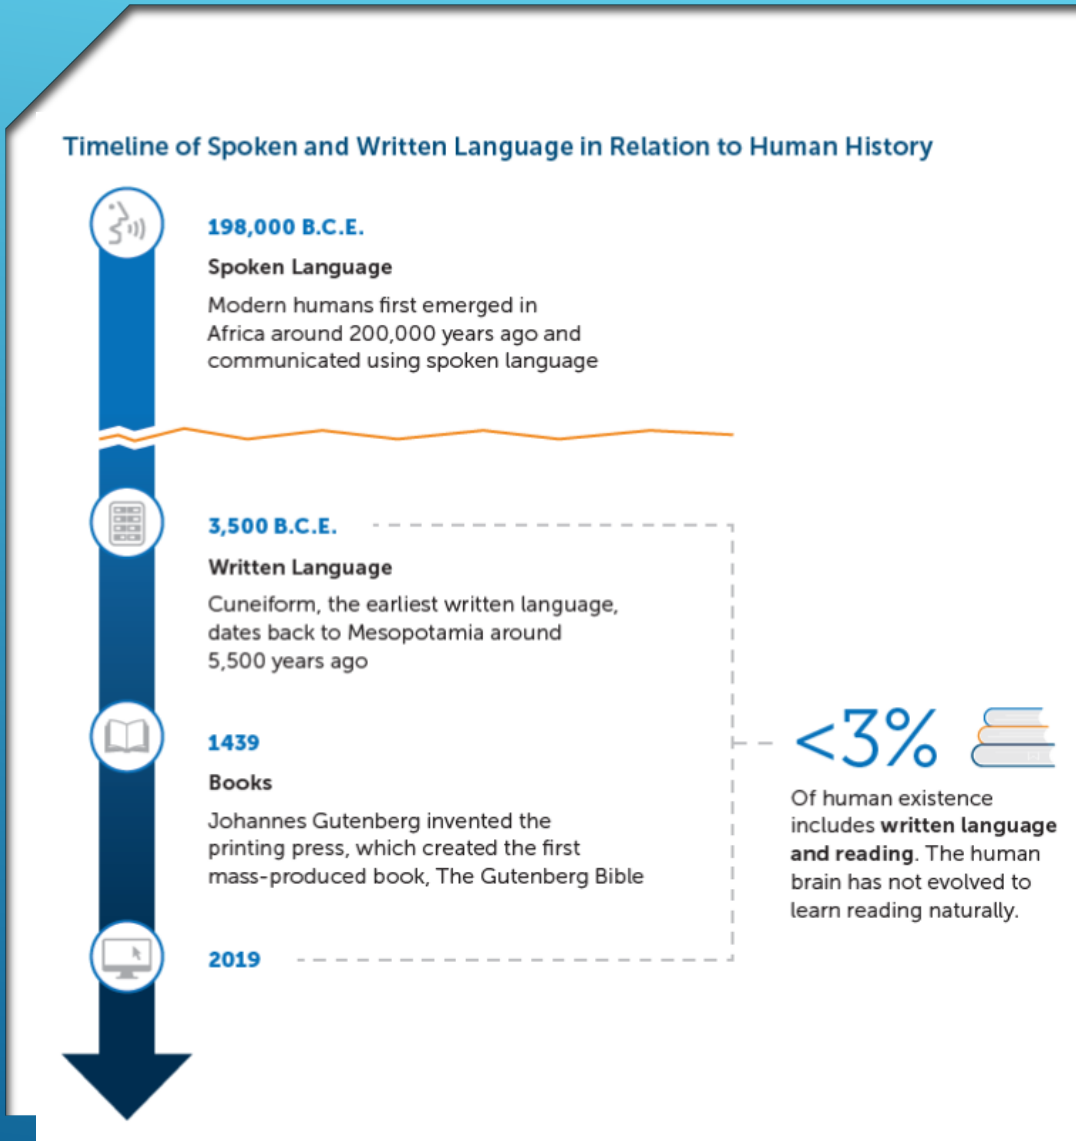 Timeline of Spoken and Written Language in Relation to Human History
198,000 B.C.E.
Spoken Language
Modern humans first emerged in
Africa around 200,000 years ago and
communicated using spoken language
3,500 B.C.E.
Written Language
Cuneiform, the earliest written language,
dates back to Mesopotamia around
5,500 years ago
1439
Books
Johannes Gutenberg invented the
printing press, which created the first
mass-produced book, The Gutenberg Bible
2019
<3%
Of human existence
includes written language
and reading. The human
brain has not evolved to
learn reading naturally.